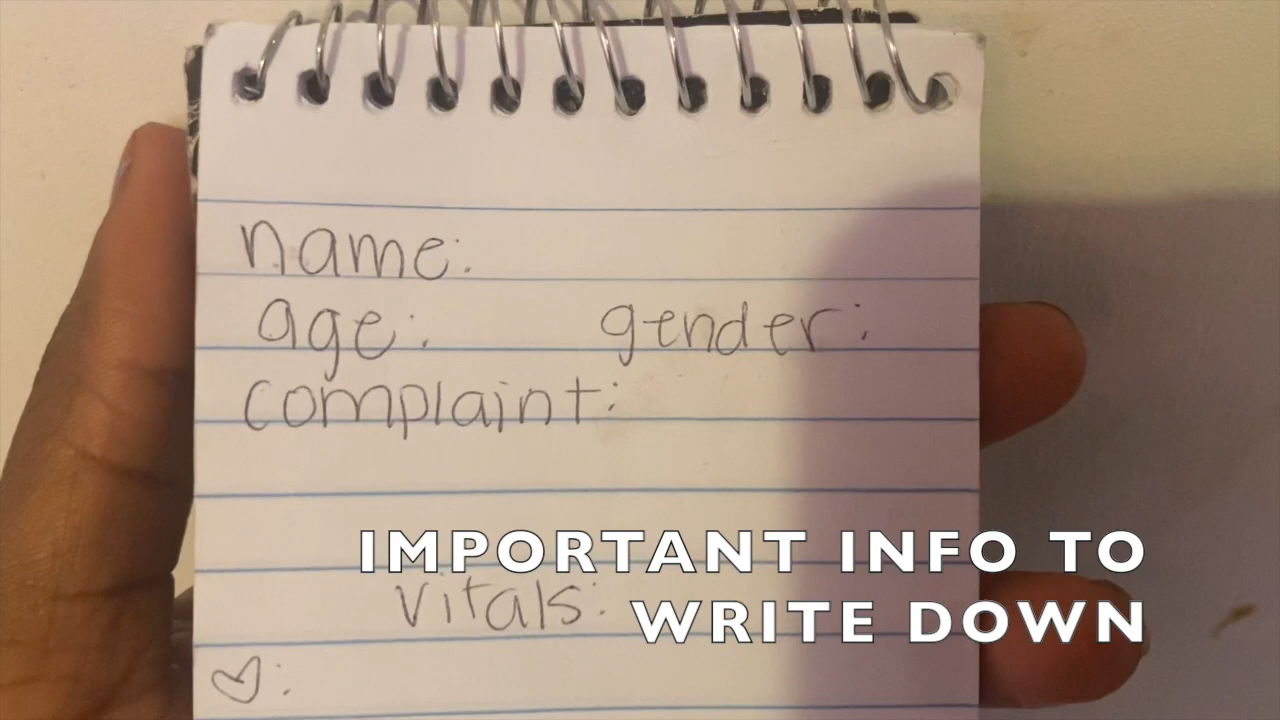 name:
age: gender:
complaint:
vitals:
♡:
IMPORTANT INFO TO
WRITE DOWN